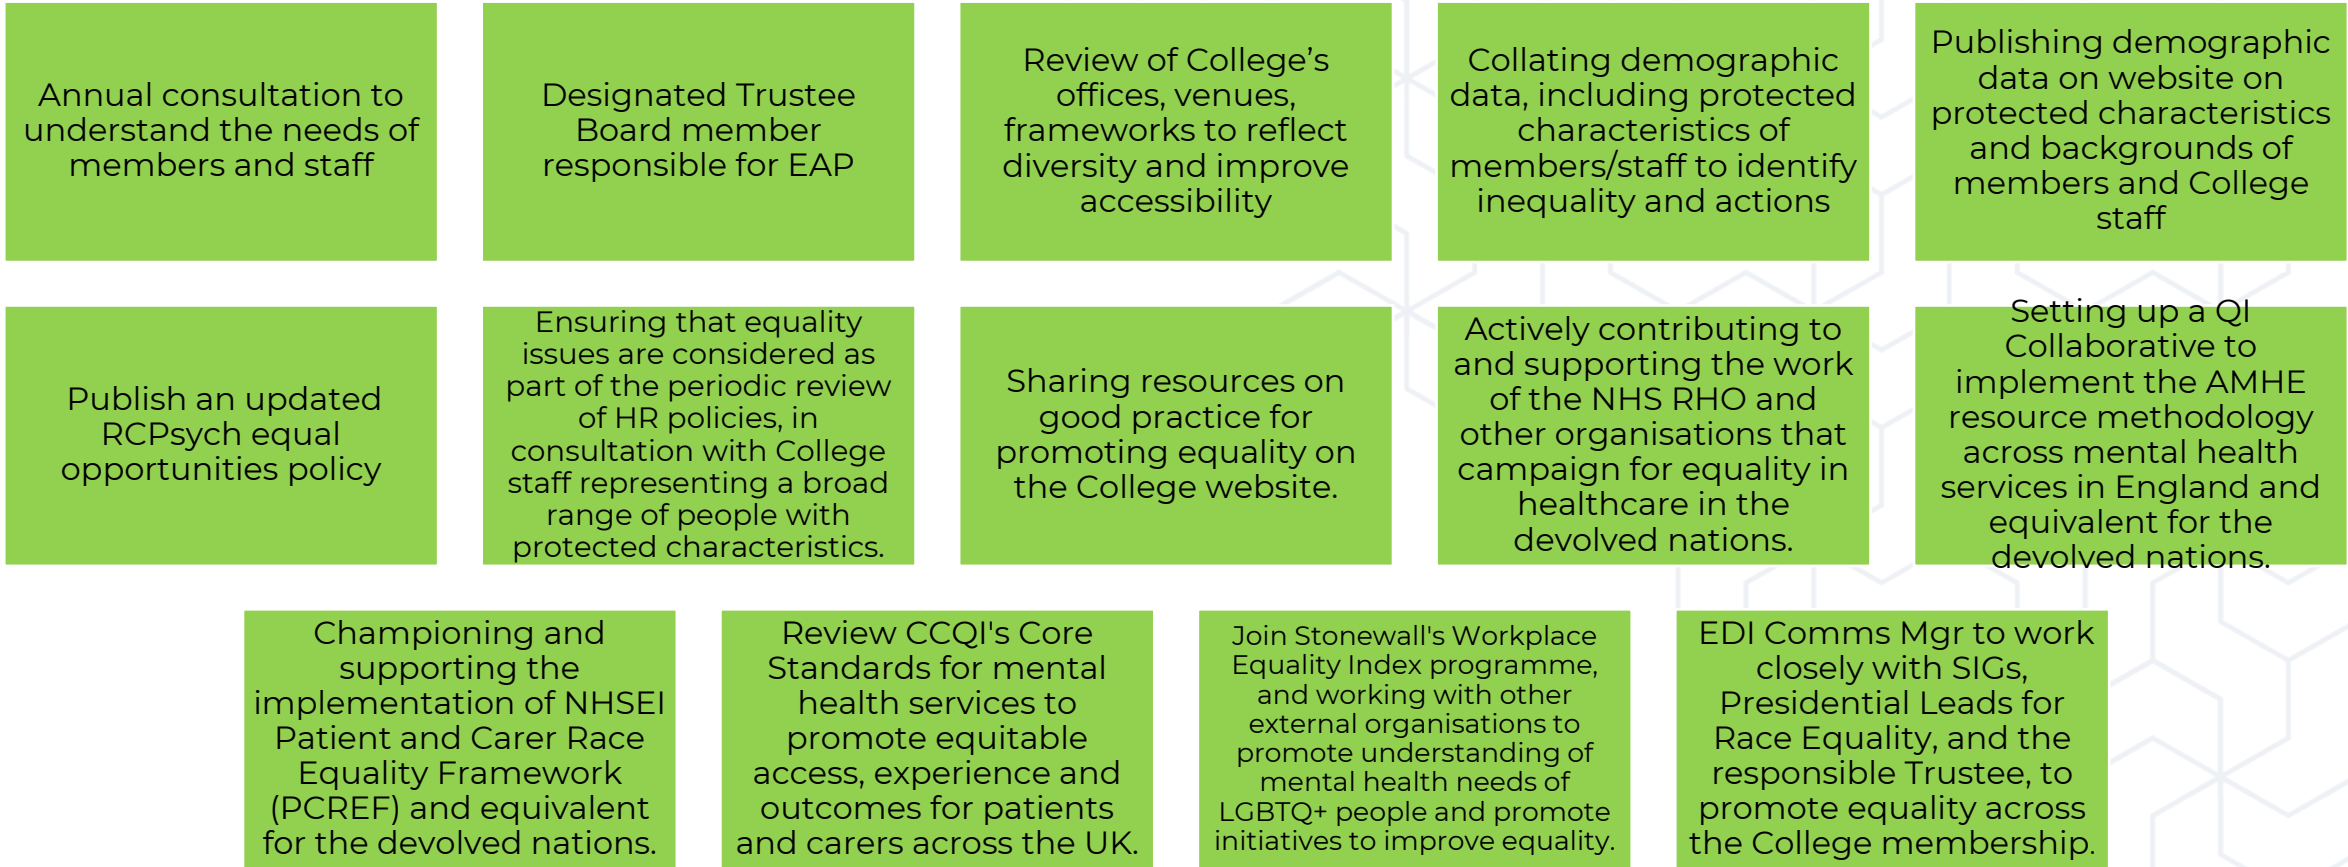 Annual consultation to
understand the needs of
members and staff
Designated Trustee
Board member
responsible for EAP
Review of College’s
offices, venues,
frameworks to reflect
diversity and improve
accessibility
Collating demographic
data, including protected
characteristics of
members/staff to identify
inequality and actions
Publishing demographic
data on website on
protected characteristics
and backgrounds of
members and College
staff
Publish an updated
RCPsych equal
opportunities policy
Ensuring that equality
issues are considered as
part of the periodic review
of HR policies, in
consultation with College
staff representing a broad
range of people with
protected characteristics.
Sharing resources on
good practice for
promoting equality on
the College website.
Actively contributing to
and supporting the work
of the NHS RHO and
other organisations that
campaign for equality in
healthcare in the
devolved nations.
Setting up a QI
Collaborative to
implement the AMHE
resource methodology
across mental health
services in England and
equivalent for the
devolved nations.
Championing and
supporting the
implementation of NHSEI
Patient and Carer Race
Equality Framework
(PCREF) and equivalent
for the devolved nations.
Review CCQI's Core
Standards for mental
health services to
promote equitable
access, experience and
outcomes for patients
and carers across the UK.
Join Stonewall's Workplace
Equality Index programme,
and working with other
external organisations to
promote understanding of
mental health needs of
LGBTQ+ people and promote
initiatives to improve equality.
EDI Comms Mgr to work
closely with SIGs,
Presidential Leads for
Race Equality, and the
responsible Trustee, to
promote equality across
the College membership.